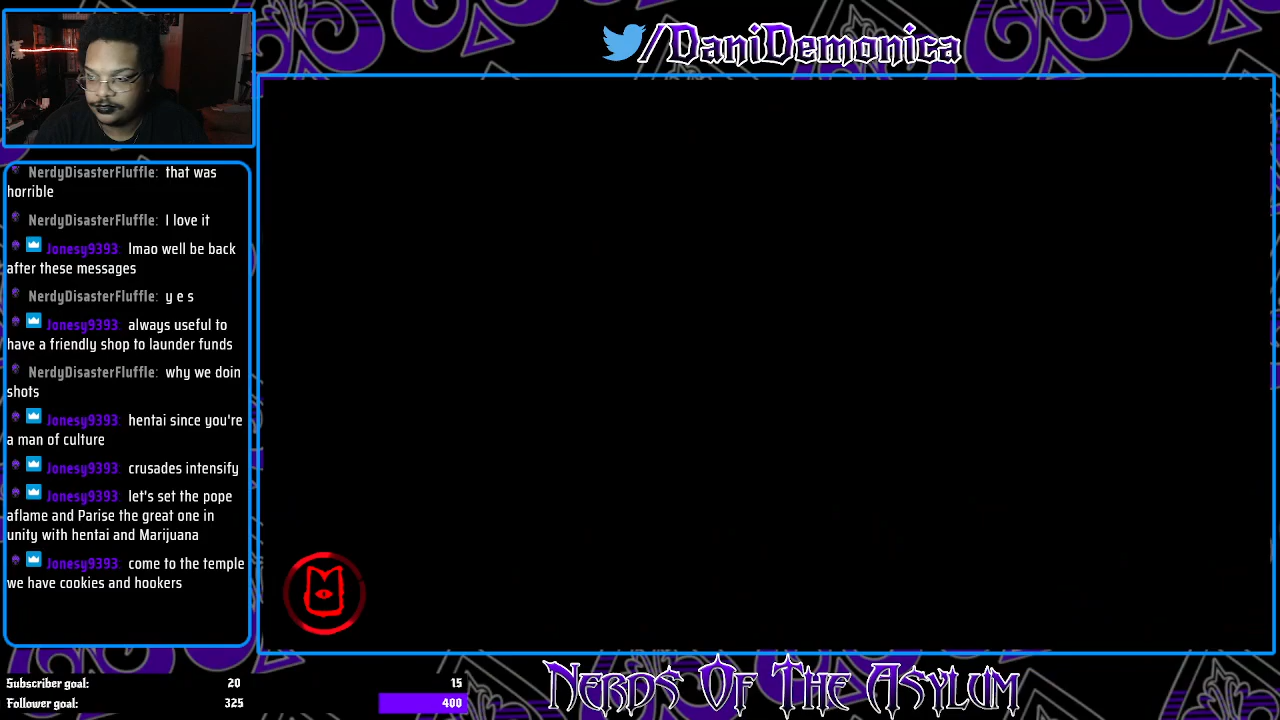 /DaniDemonica
NerdyDisasterFluffle: that was
horrible
NerdyDisasterFluffle: I love it
Jonesy9393: lmao well be back
after these messages
NerdyDisasterFluffle: y e s
Jonesy9393: always useful to
have a friendly shop to launder funds
NerdyDisasterFluffle: why we doin
shots
Jonesy9393: hentai since you're
a man of culture
Jonesy9393: crusades intensify
Jonesy9393: let's set the pope
aflame and Parise the great one in
unity with hentai and Marijuana
Jonesy9393: come to the temple
we have cookies and hookers
Subscriber goal: 20 15
Follower goal: 325 400
Nerds Of The Asylum